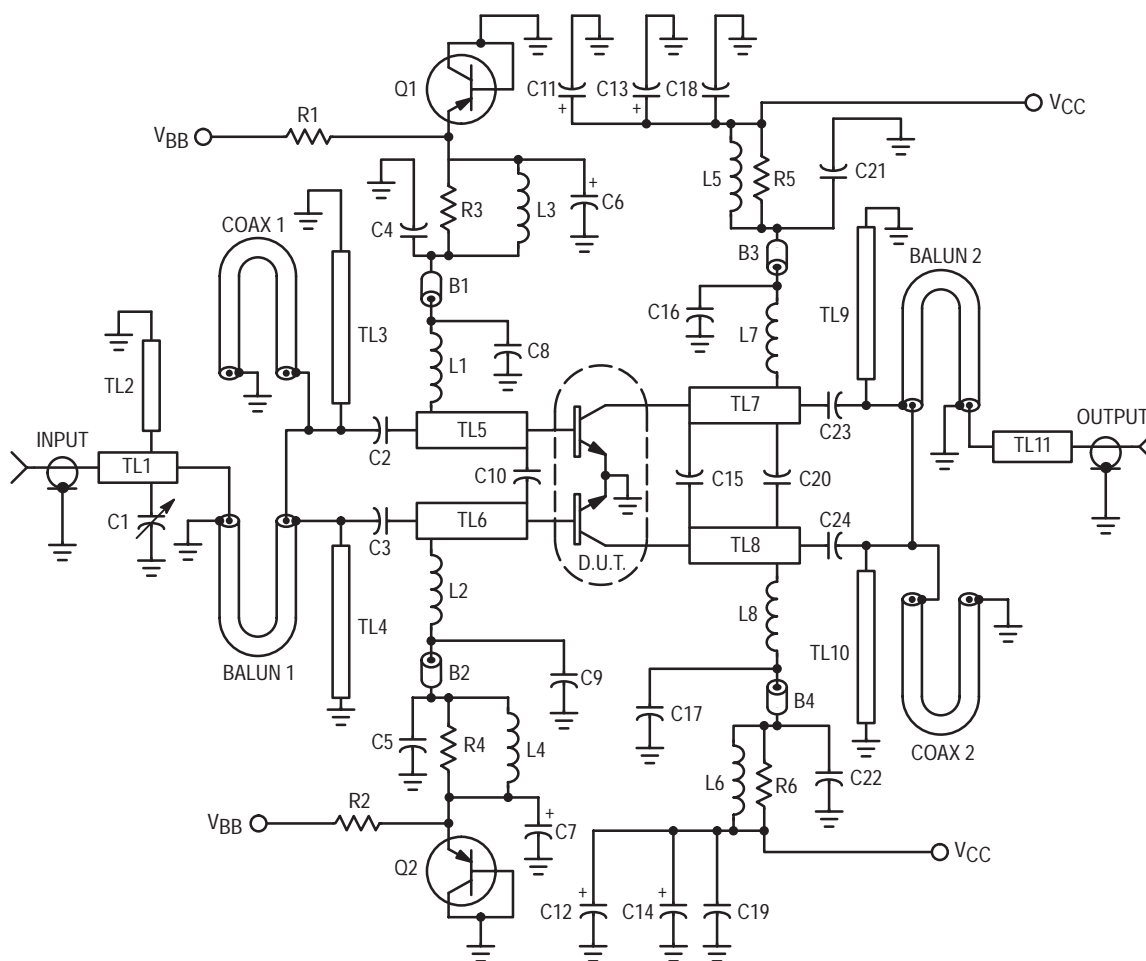 Q1
C11
+
C13
+
C18
VCC
VBB
R1
L5
R5
C21
R3
L3
+
C6
C4
COAX 1
B3
BALUN 2
B1
C16
TL9
TL3
L7
C8
L1
TL2
TL7
TL5
C23
INPUT
OUTPUT
C2
TL11
TL1
C10
C15
C20
C1
C24
TL6
C3
TL8
D.U.T.
L2
L8
TL4
TL10
BALUN 1
B2
C9
B4
C17
C5
R4
L4
COAX 2
L6
R6
C22
R2
VBB
+
C7
VCC
Q2
+
C12
+
C14
C19